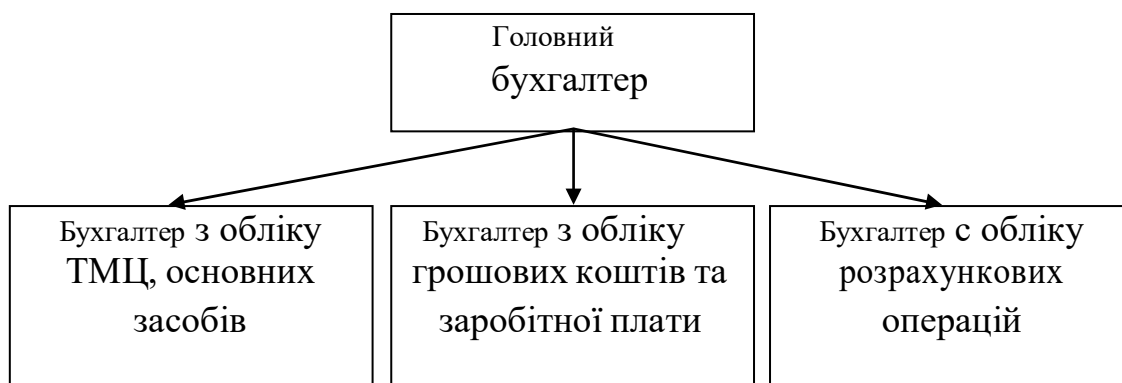 Головний
бухгалтер
Бухгалтер з обліку
ТМЦ, основних
засобів
Бухгалтер з обліку
грошових коштів та
заробітної плати
Бухгалтер с обліку
розрахункових
операцій